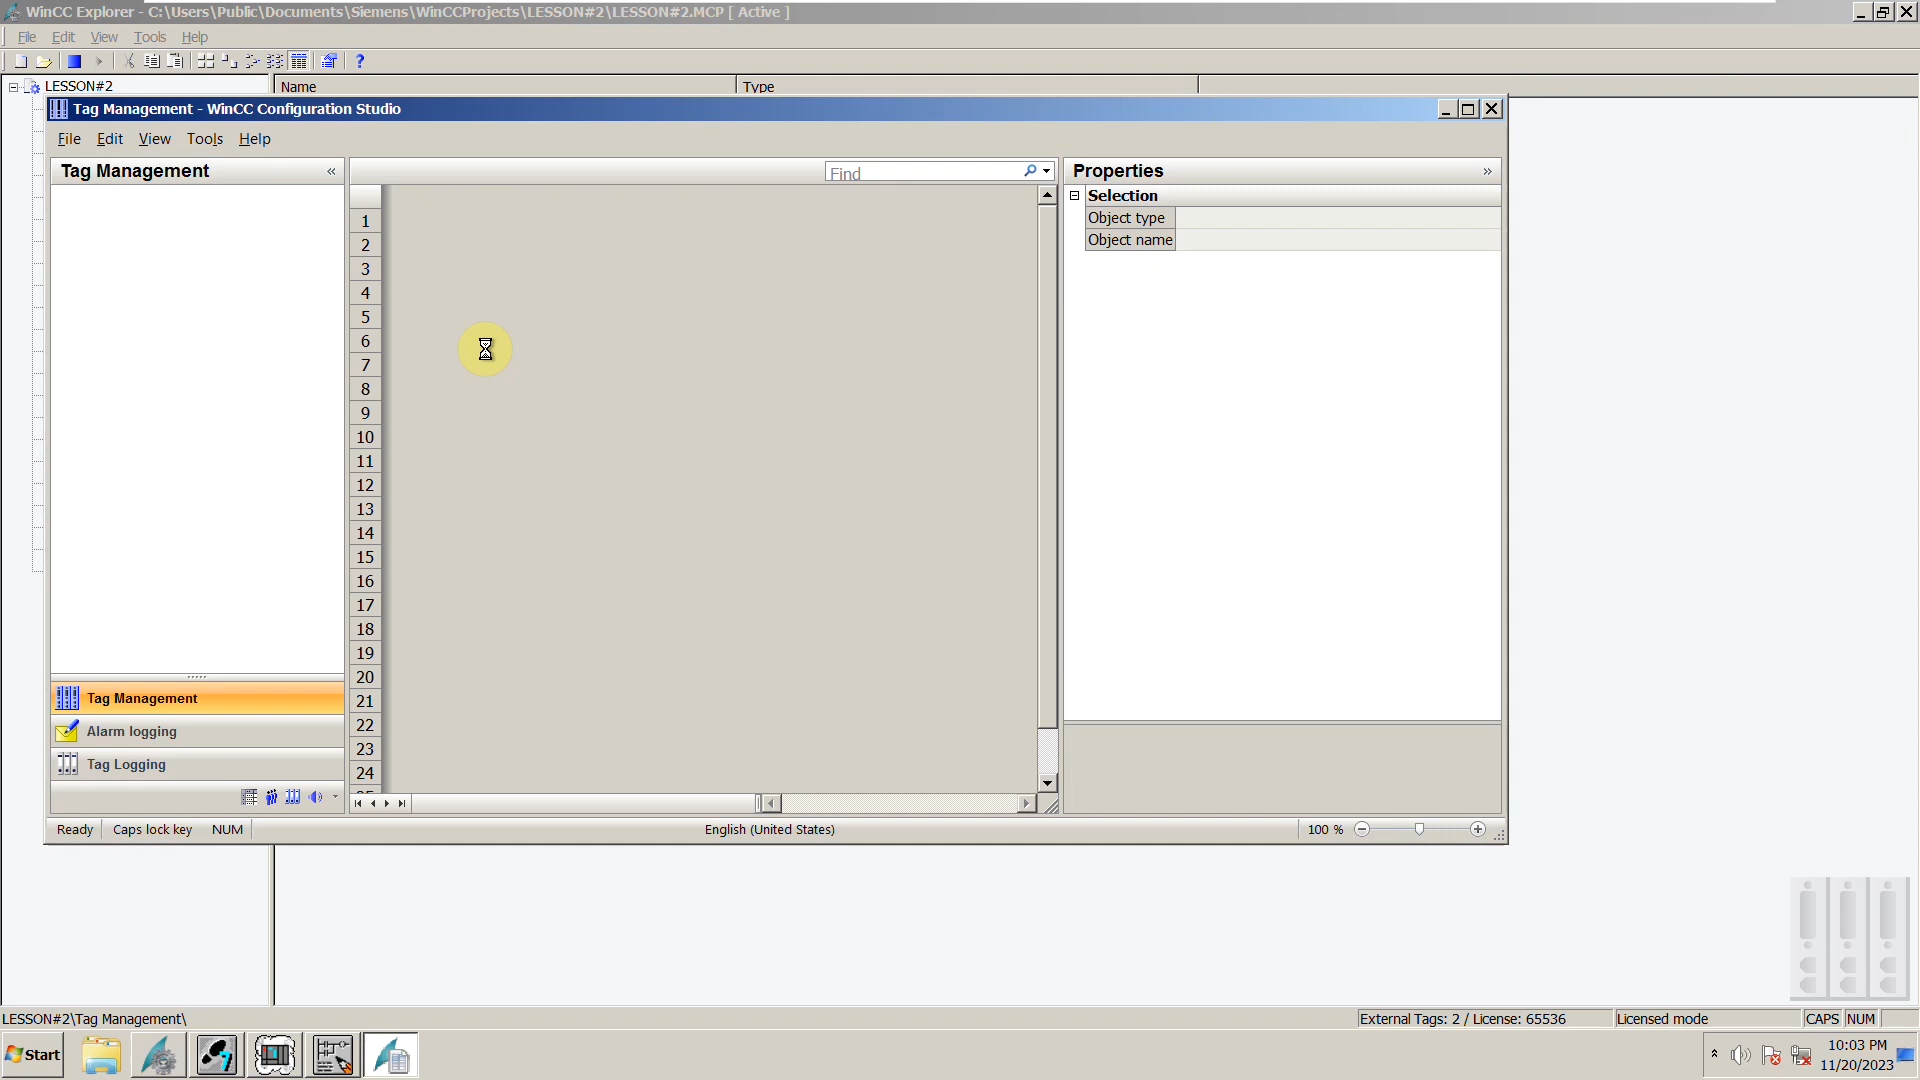 WinCC Explorer - C:\Users\Public\Documents\Siemens\WinCCProjects\LESSON#2\LESSON#2.MCP [ Active ]
File Edit View Tools Help
LESSON#2
Name Type
Tag Management - WinCC Configuration Studio
File Edit View Tools Help
Tag Management « Find Properties »
Selection
Object type
Object name
1
2
3
4
5
6
7
8
9
10
11
12
13
14
15
16
17
18
19
20
21
22
23
24
Tag Management
Alarm logging
Tag Logging
Ready Caps lock key NUM English (United States) 100 %
LESSON#2\Tag Management\ External Tags: 2 / License: 65536 Licensed mode CAPS NUM
Start 10:03 PM
11/20/2023